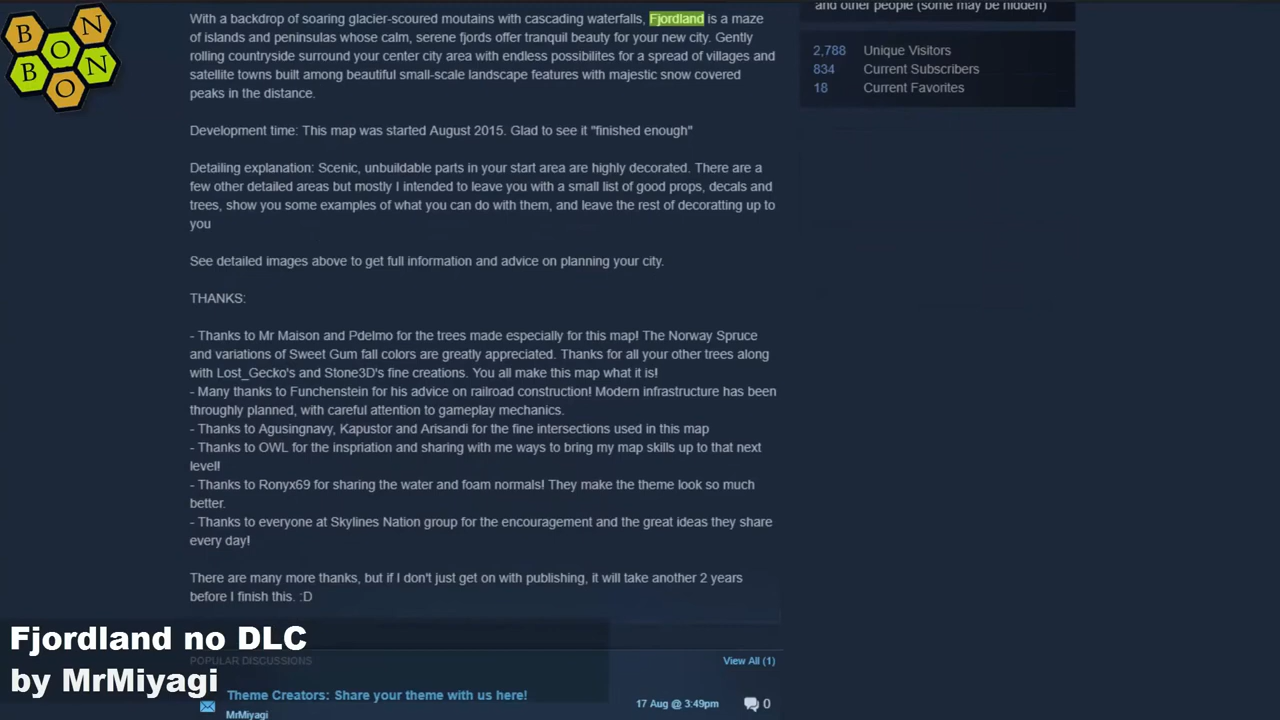 BON
BON
O
With a backdrop of soaring glacier-scoured moutains with cascading waterfalls, Fjordland is a maze
of islands and peninsulas whose calm, serene fjords offer tranquil beauty for your new city. Gently
rolling countryside surround your center city area with endless possibilites for a spread of villages and
satellite towns built among beautiful small-scale landscape features with majestic snow covered
peaks in the distance.
Development time: This map was started August 2015. Glad to see it "finished enough"
Detailing explanation: Scenic, unbuildable parts in your start area are highly decorated. There are a
few other detailed areas but mostly I intended to leave you with a small list of good props, decals and
trees, show you some examples of what you can do with them, and leave the rest of decoratting up to
you
See detailed images above to get full information and advice on planning your city.
THANKS:
- Thanks to Mr Maison and Pdelmo for the trees made especially for this map! The Norway Spruce
and variations of Sweet Gum fall colors are greatly appreciated. Thanks for all your other trees along
with Lost_Gecko's and Stone3D's fine creations. You all make this map what it is!
- Many thanks to Funchenstein for his advice on railroad construction! Modern infrastructure has been
throughly planned, with careful attention to gameplay mechanics.
- Thanks to Agusingnavy, Kapustor and Arisandi for the fine intersections used in this map
- Thanks to OWL for the inspriation and sharing with me ways to bring my map skills up to that next
level!
- Thanks to Ronyx69 for sharing the water and foam normals! They make the theme look so much
better.
- Thanks to everyone at Skylines Nation group for the encouragement and the great ideas they share
every day!
There are many more thanks, but if I don't just get on with publishing, it will take another 2 years
before I finish this. :D
and other people (some may be hidden)
2,788 Unique Visitors
834 Current Subscribers
18 Current Favorites
POPULAR DISCUSSIONS
View All (1)
Theme Creators: Share your theme with us here!
MrMiyagi
17 Aug @ 3:49pm
0
Fjordland no DLC
by MrMiyagi